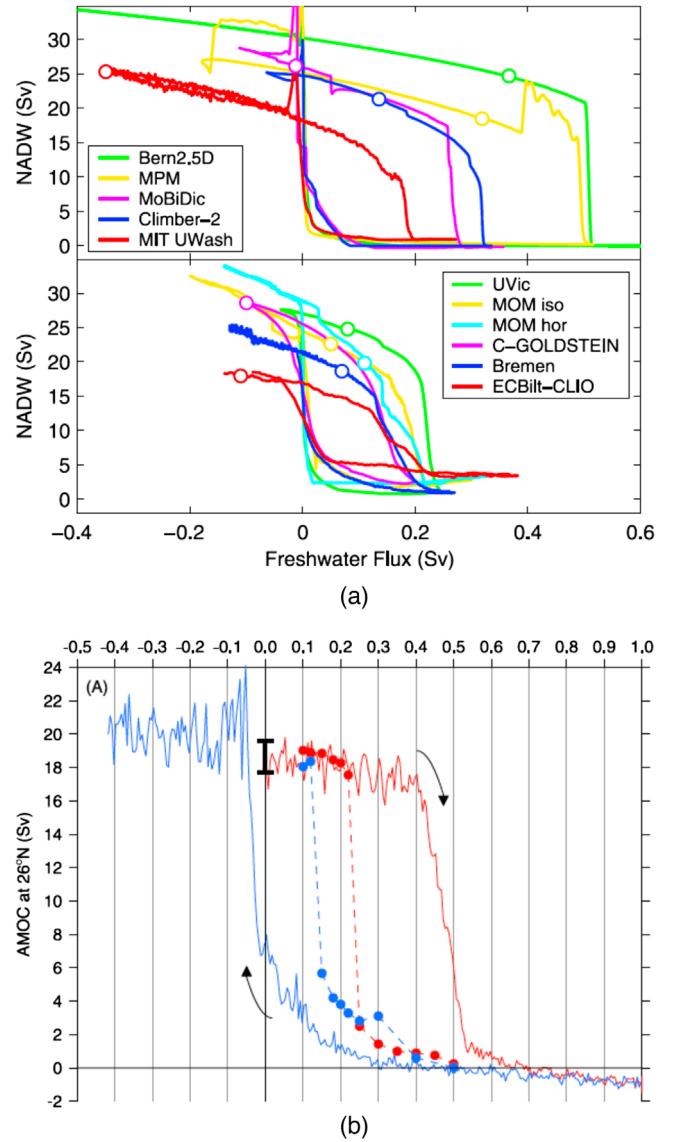 30
25
20
15
10
5
0
NADW (Sv)
Bern2.5D
MPM
MoBiDic
Climber−2
MIT UWash
30
25
20
15
10
5
0
NADW (Sv)
UVic
MOM iso
MOM hor
C−GOLDSTEIN
Bremen
ECBilt−CLIO
−0.4 −0.2 0 0.2 0.4 0.6
Freshwater Flux (Sv)
(a)
-0.5 -0.4 -0.3 -0.2 -0.1 0.0 0.1 0.2 0.3 0.4 0.5 0.6 0.7 0.8 0.9 1.0
(A)
24
22
20
18
16
14
12
10
8
6
4
2
0
-2
AMOC at 26°N (Sv)
(b)